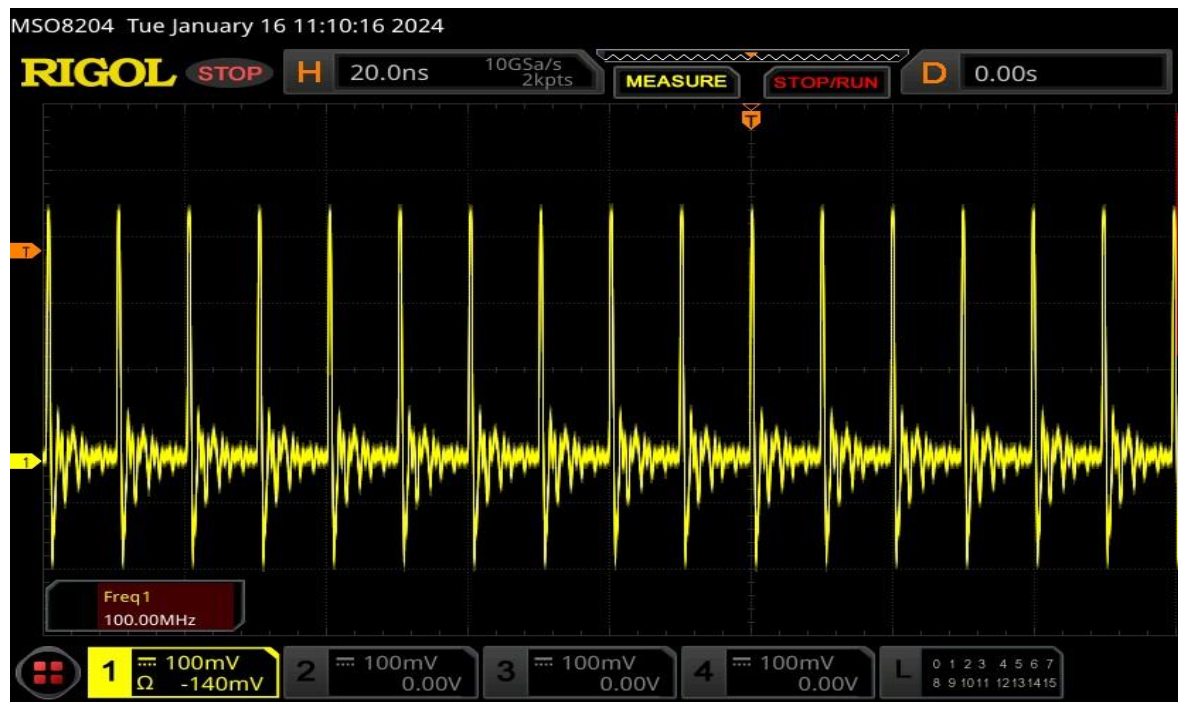 MSO8204 Tue January 16 11:10:16 2024
RIGOL STOP H 20.0ns 10GSa/s 2kpts MEASURE STOP/RUN D 0.00s
T
T
1
Freq1
100.00MHz
1 100mV 2 100mV 3 100mV 4 100mV L 0 1 2 3 4 5 6 7
Ω -140mV 0.00V 0.00V 0.00V 8 9 10 11 12 13 14 15